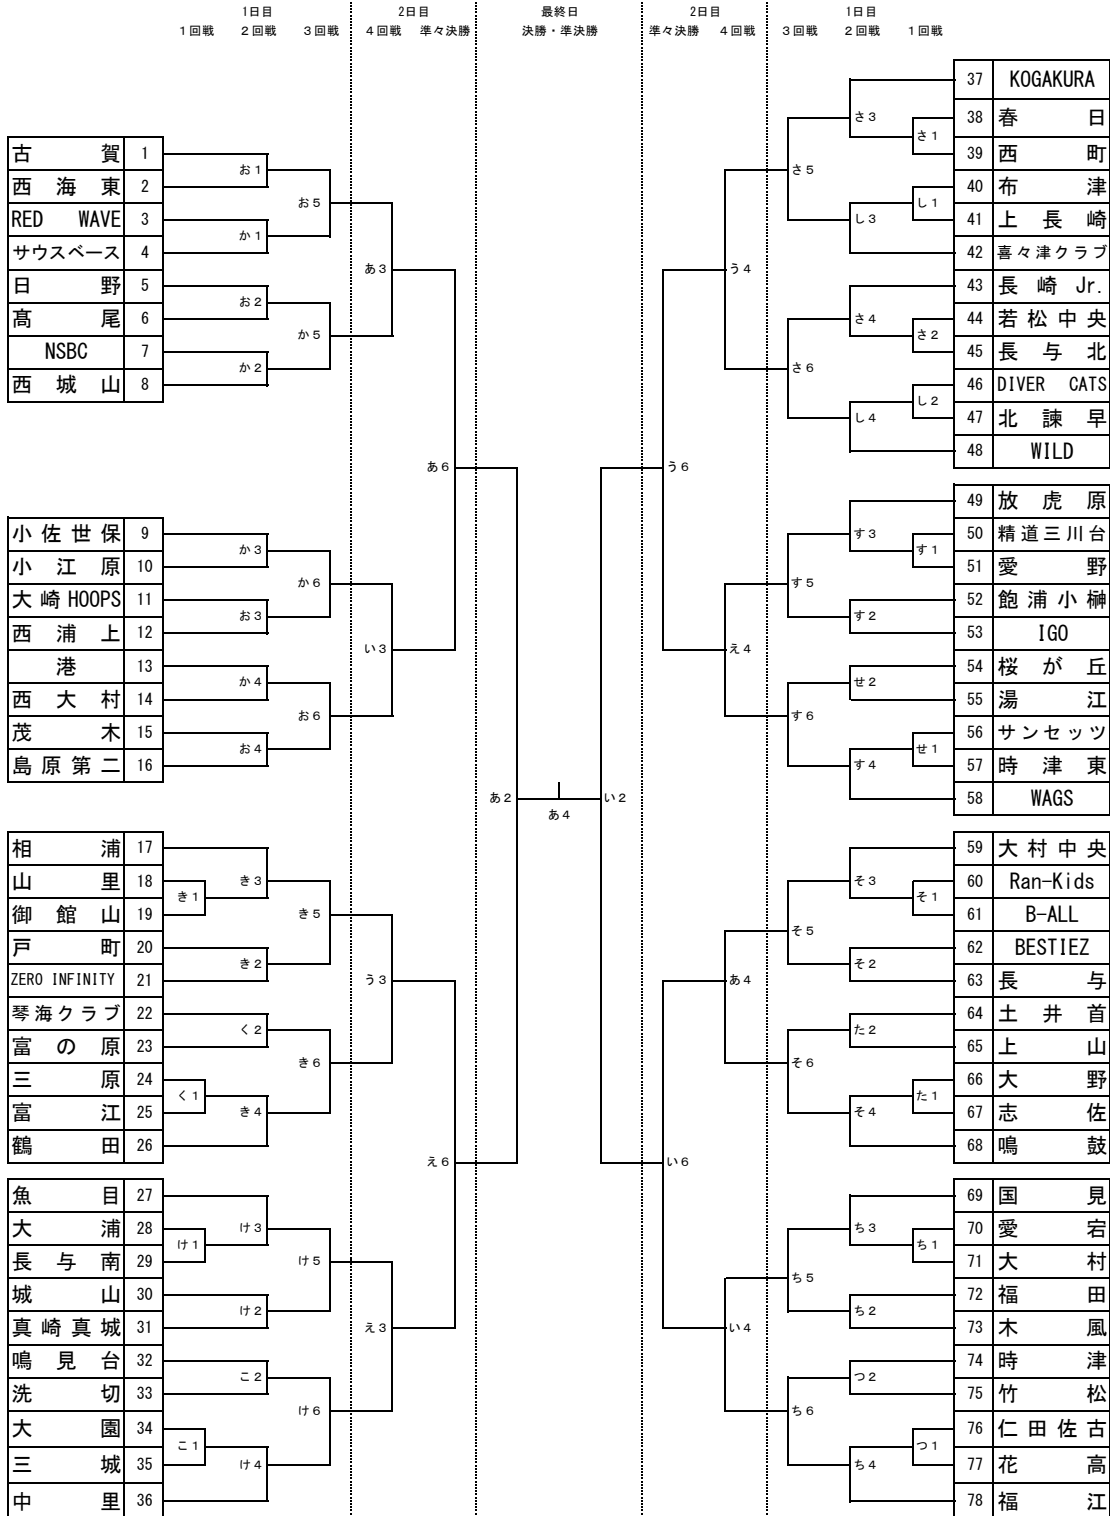 1日目 2日目 最終日 2日目 1日目
1回戦 2回戦 3回戦 4回戦 準々決勝 決勝・準決勝 準々決勝 4回戦 3回戦 2回戦 1回戦
古賀 1
西海東 2
RED WAVE 3
サウスベース 4
日野 5
髙尾 6
NSBC 7
西城山 8
小佐世保 9
小江原 10
大崎HOOPS 11
西浦上 12
港 13
西大村 14
茂木 15
島原第二 16
相浦 17
山里 18
御館山 19
戸町 20
ZERO INFINITY 21
琴海クラブ 22
富の原 23
三原 24
富江 25
鶴田 26
魚目 27
大浦 28
長与南 29
城山 30
真崎真城 31
鳴見台 32
洗切 33
大園 34
三城 35
中里 36
お1
か1
お2
か2
か3
お3
か4
お4
き1
き3
き2
く2
く1
き4
け1
け3
け2
こ2
こ1
け4
お5
か5
か6
お6
き5
き6
け5
け6
あ3
い3
う3
え3
あ6
え6
あ2
あ4
い2
う6
い6
う4
え4
あ4
い4
さ5
さ6
す5
す6
そ5
そ6
ち5
ち6
さ3
さ1
し1
し3
さ4
さ2
し2
し4
す3
す1
す2
せ2
せ1
す4
そ3
そ1
そ2
た2
た1
そ4
ち3
ち1
ち2
つ2
つ1
ち4
37 KOGAKURA
38 春日
39 西町
40 布津
41 上長崎
42 喜々津クラブ
43 長崎Jr.
44 若松中央
45 長与北
46 DIVER CATS
47 北諫早
48 WILD
49 放虎原
50 精道三川台
51 愛野
52 飽浦小榊
53 IGO
54 桜が丘
55 湯江
56 サンセッツ
57 時津東
58 WAGS
59 大村中央
60 Ran-Kids
61 B-ALL
62 BESTIEZ
63 長与
64 土井首
65 上山
66 大野
67 志佐
68 鳴鼓
69 国見
70 愛宕
71 大村
72 福田
73 木風
74 時津
75 竹松
76 仁田佐古
77 花高
78 福江